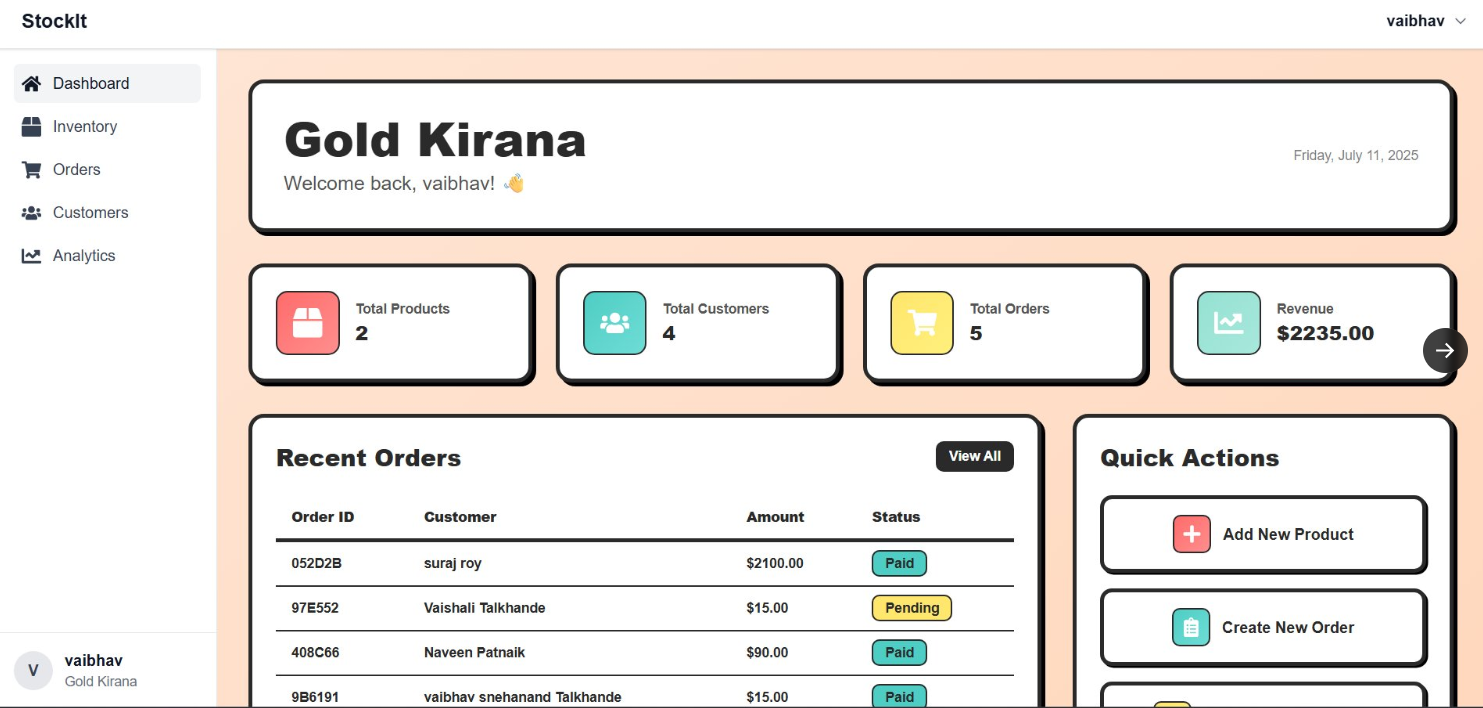 StockIt
vaibhav
Dashboard
Inventory
Orders
Customers
Analytics
V
vaibhav
Gold Kirana
Gold Kirana
Welcome back, vaibhav! 👋
Friday, July 11, 2025
Total Products
2
Total Customers
4
Total Orders
5
Revenue
$2235.00
Recent Orders
View All
Order ID Customer Amount Status
052D2B suraj roy $2100.00 Paid
97E552 Vaishali Talkhande $15.00 Pending
408C66 Naveen Patnaik $90.00 Paid
9B6191 vaibhav snehanand Talkhande $15.00 Paid
Quick Actions
Add New Product
Create New Order